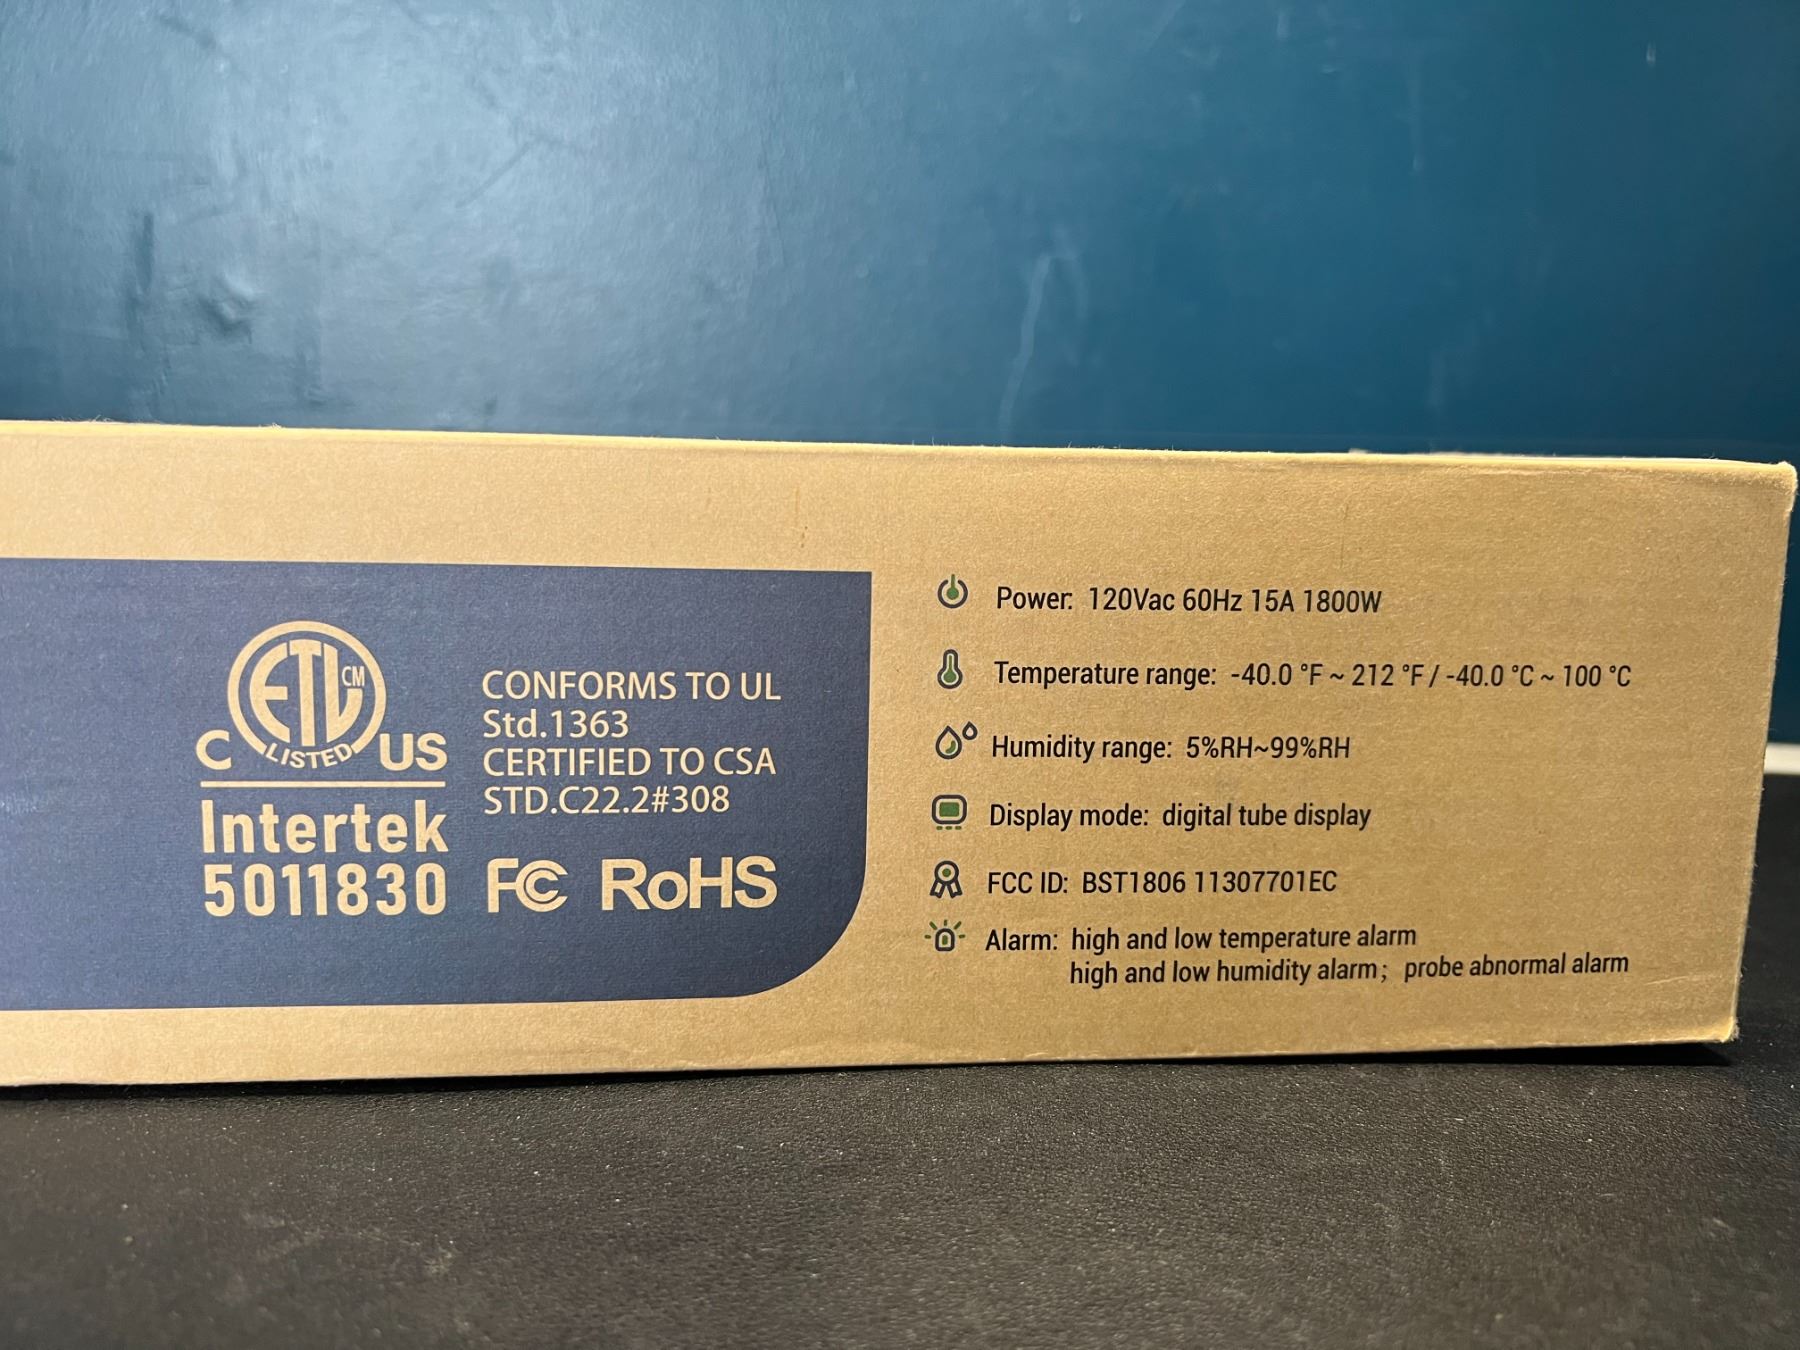 ETL CM
LISTED
C US
Intertek
5011830
CONFORMS TO UL
Std.1363
CERTIFIED TO CSA
STD.C22.2#308
FC RoHS
Power: 120Vac 60Hz 15A 1800W
Temperature range: -40.0 °F ~ 212 °F / -40.0 °C ~ 100 °C
Humidity range: 5%RH~99%RH
Display mode: digital tube display
FCC ID: BST1806 11307701EC
Alarm: high and low temperature alarm
high and low humidity alarm; probe abnormal alarm